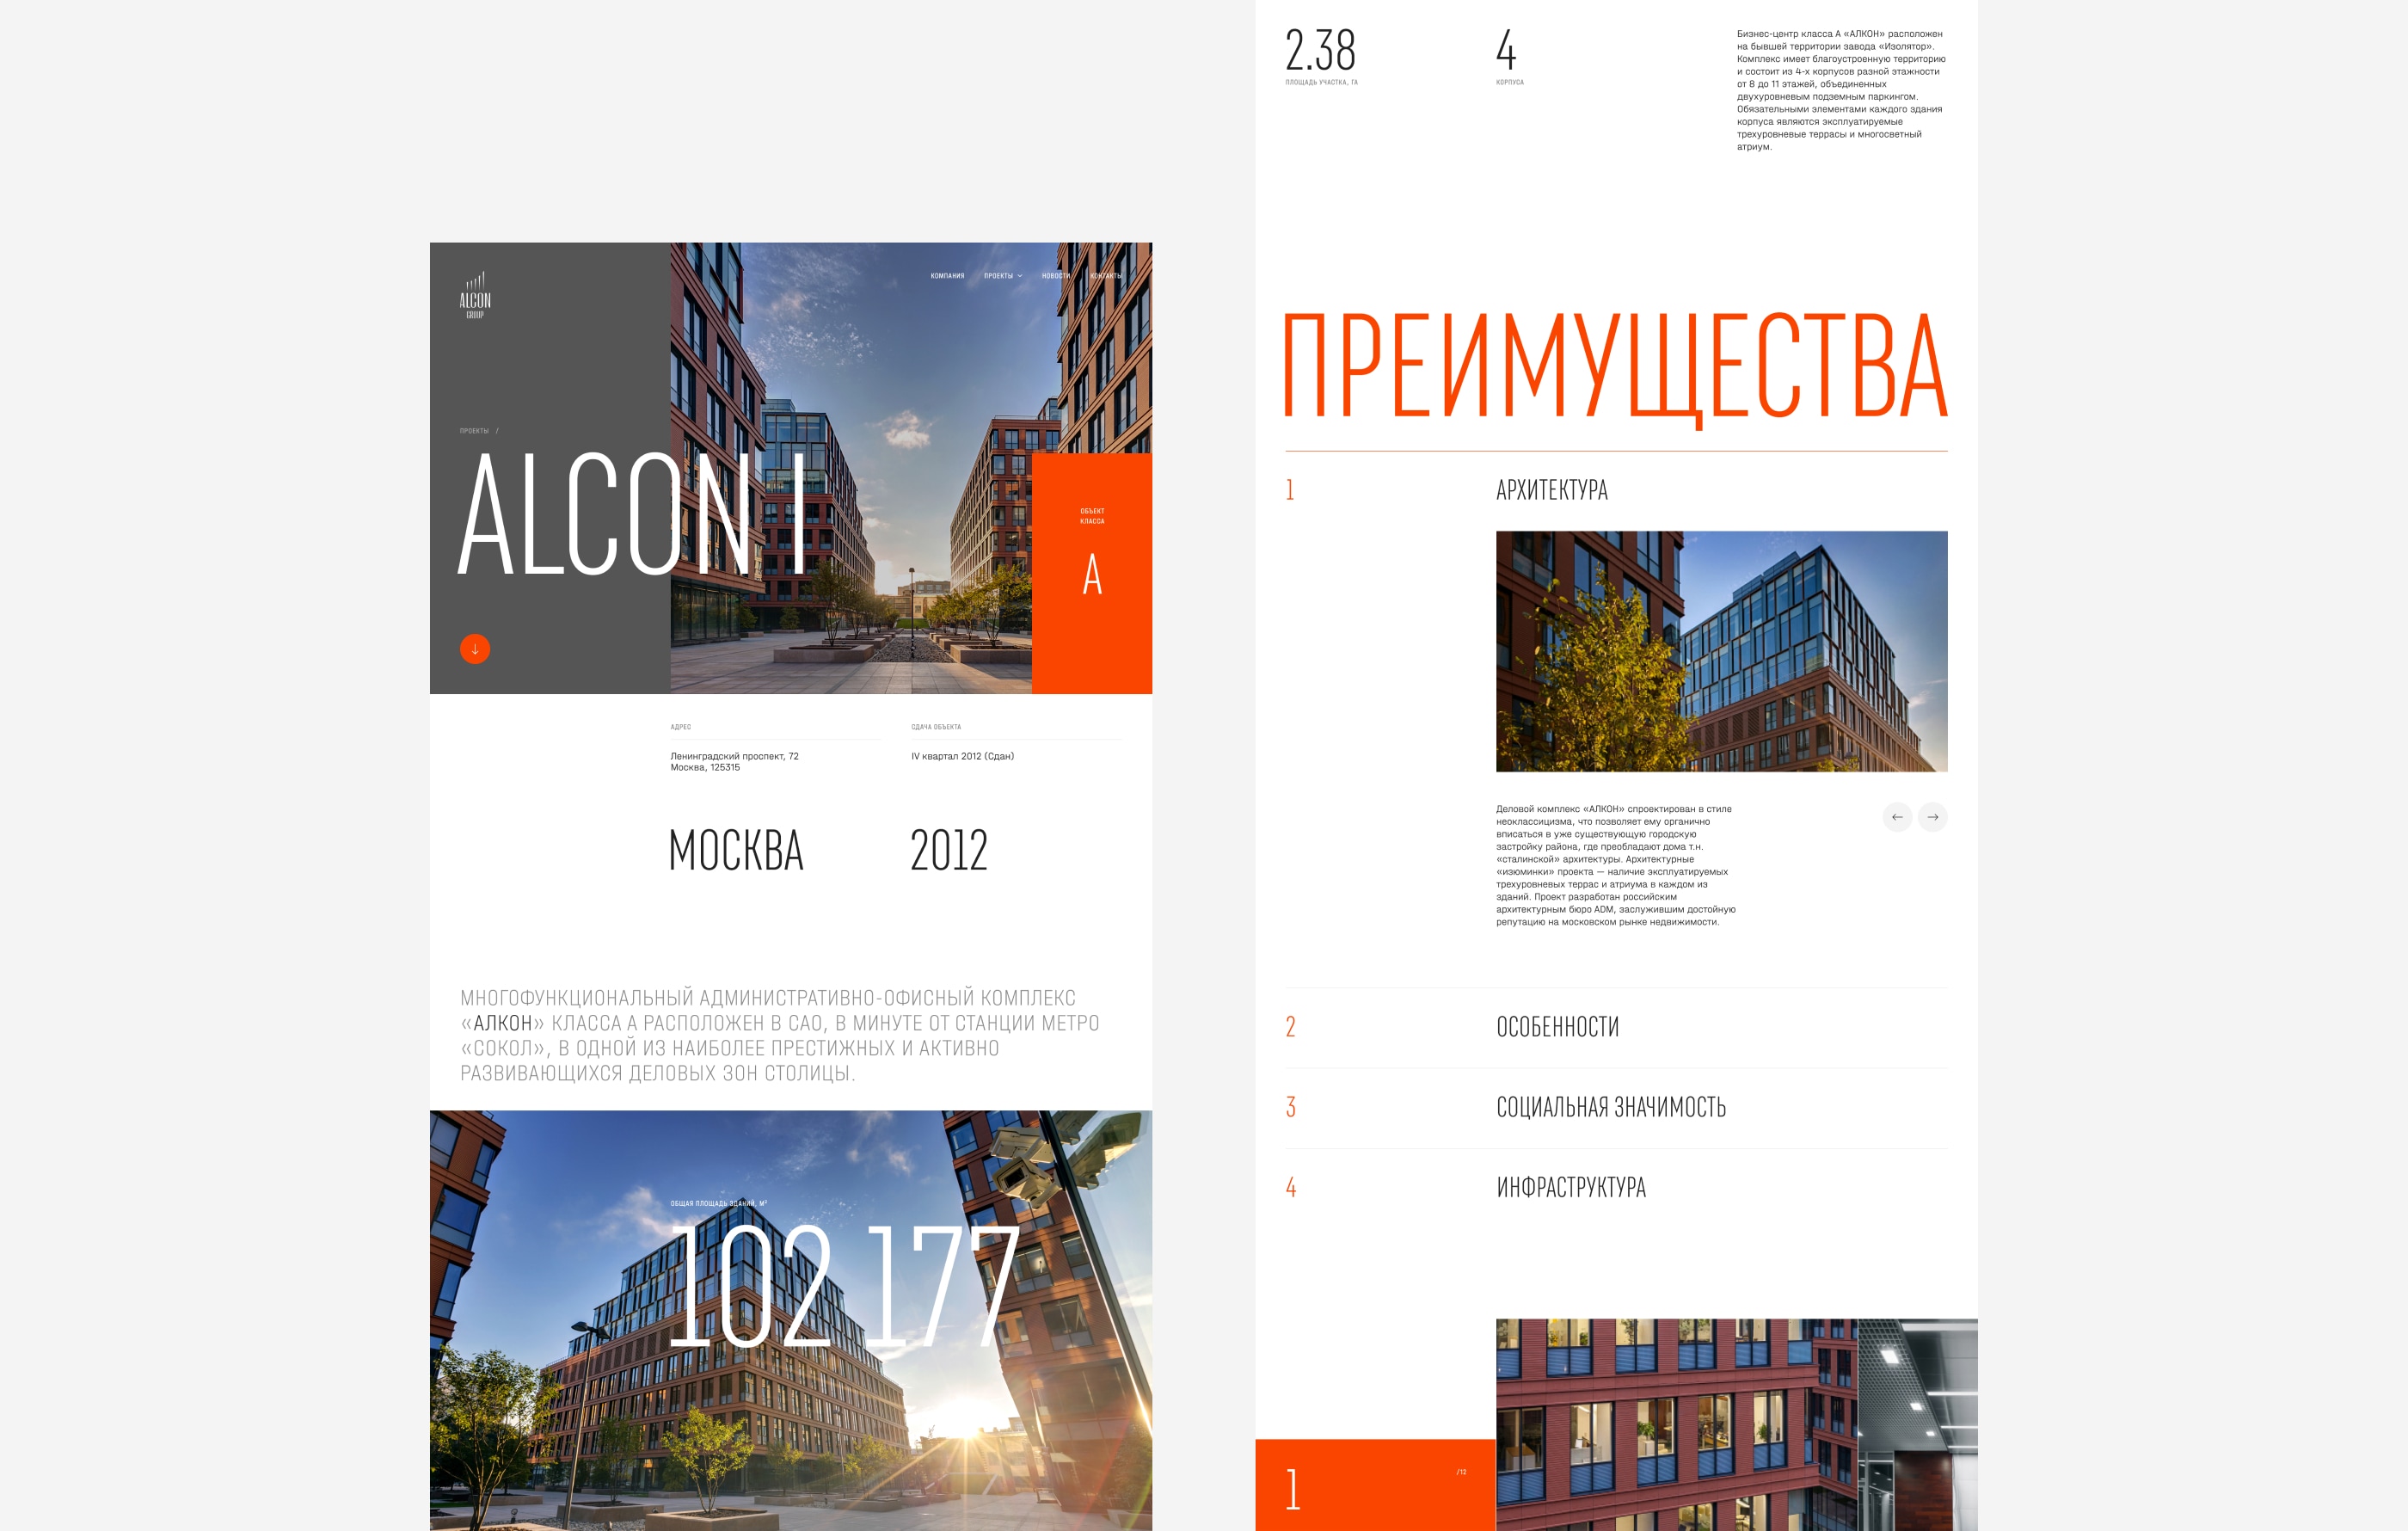 ALCON
GROUP
КОМПАНИЯ
ПРОЕКТЫ
НОВОСТИ
КОНТАКТЫ
ПРОЕКТЫ /
ALCON I
ОБЪЕКТ
КЛАССА
A
АДРЕС
Ленинградский проспект, 72
Москва, 125315
СДАЧА ОБЪЕКТА
IV квартал 2012 (Сдан)
МОСКВА
2012
МНОГОФУНКЦИОНАЛЬНЫЙ АДМИНИСТРАТИВНО-ОФИСНЫЙ КОМПЛЕКС
«АЛКОН» КЛАССА А РАСПОЛОЖЕН В САО, В МИНУТЕ ОТ СТАНЦИИ МЕТРО
«СОКОЛ», В ОДНОЙ ИЗ НАИБОЛЕЕ ПРЕСТИЖНЫХ И АКТИВНО
РАЗВИВАЮЩИХСЯ ДЕЛОВЫХ ЗОН СТОЛИЦЫ.
ОБЩАЯ ПЛОЩАДЬ ЗДАНИЙ, М²
102 177
2.38
ПЛОЩАДЬ УЧАСТКА, ГА
4
КОРПУСА
Бизнес-центр класса А «АЛКОН» расположен
на бывшей территории завода «Изолятор».
Комплекс имеет благоустроенную территорию
и состоит из 4-х корпусов разной этажности
от 8 до 11 этажей, объединенных
двухуровневым подземным паркингом.
Обязательными элементами каждого здания
корпуса являются эксплуатируемые
трехуровневые террасы и многосветный
атриум.
ПРЕИМУЩЕСТВА
1
АРХИТЕКТУРА
Деловой комплекс «АЛКОН» спроектирован в стиле
неоклассицизма, что позволяет ему органично
вписаться в уже существующую городскую
застройку района, где преобладают дома т.н.
«сталинской» архитектуры. Архитектурные
«изюминки» проекта — наличие эксплуатируемых
трехуровневых террас и атриума в каждом из
зданий. Проект разработан российским
архитектурным бюро ADM, заслужившим достойную
репутацию на московском рынке недвижимости.
2
ОСОБЕННОСТИ
3
СОЦИАЛЬНАЯ ЗНАЧИМОСТЬ
4
ИНФРАСТРУКТУРА
1
/12